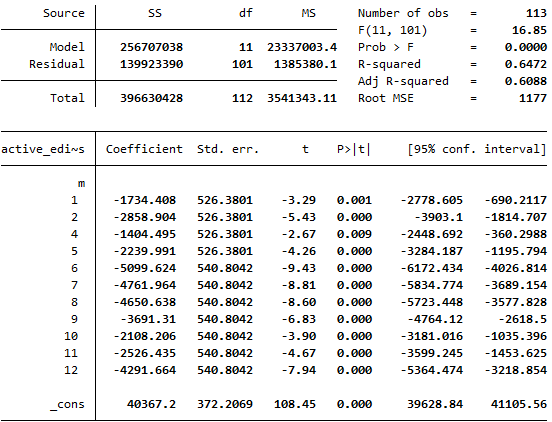 Source SS df MS Number of obs = 113
F(11, 101) = 16.85
Model 256707038 11 23337003.4 Prob > F = 0.0000
Residual 139923390 101 1385380.1 R-squared = 0.6472
Adj R-squared = 0.6088
Total 396630428 112 3541343.11 Root MSE = 1177
active_edi~s Coefficient Std. err. t P>|t| [95% conf. interval]
m
1 -1734.408 526.3801 -3.29 0.001 -2778.605 -690.2117
2 -2858.904 526.3801 -5.43 0.000 -3903.1 -1814.707
4 -1404.495 526.3801 -2.67 0.009 -2448.692 -360.2988
5 -2239.991 526.3801 -4.26 0.000 -3284.187 -1195.794
6 -5099.624 540.8042 -9.43 0.000 -6172.434 -4026.814
7 -4761.964 540.8042 -8.81 0.000 -5834.774 -3689.154
8 -4650.638 540.8042 -8.60 0.000 -5723.448 -3577.828
9 -3691.31 540.8042 -6.83 0.000 -4764.12 -2618.5
10 -2108.206 540.8042 -3.90 0.000 -3181.016 -1035.396
11 -2526.435 540.8042 -4.67 0.000 -3599.245 -1453.625
12 -4291.664 540.8042 -7.94 0.000 -5364.474 -3218.854
_cons 40367.2 372.2069 108.45 0.000 39628.84 41105.56